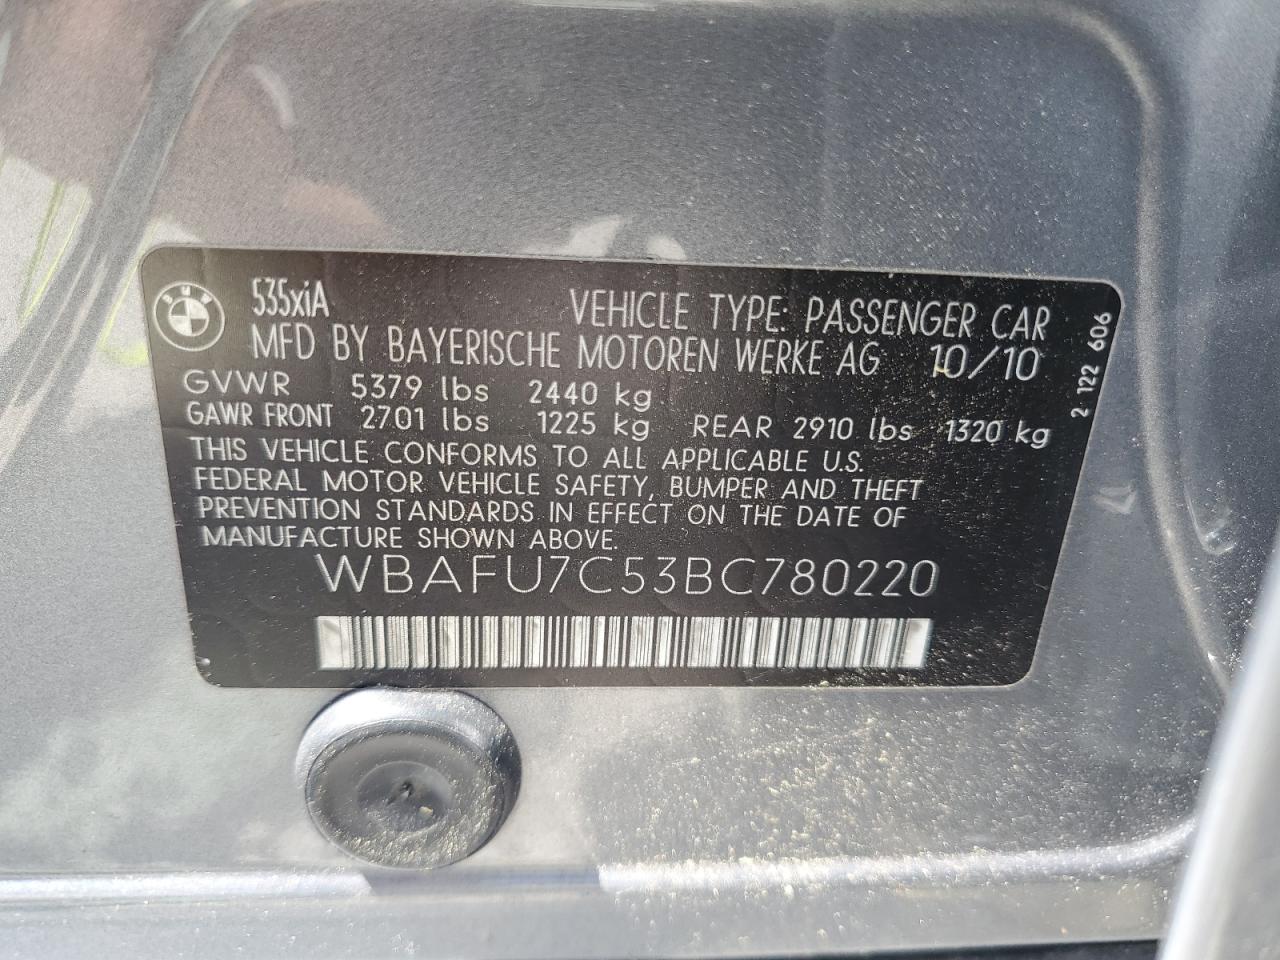 BMW
535xiA
VEHICLE TYPE: PASSENGER CAR
MFD BY BAYERISCHE MOTOREN WERKE AG 10/10
GVWR 5379 lbs 2440 kg
GAWR FRONT 2701 lbs 1225 kg REAR 2910 lbs 1320 kg
THIS VEHICLE CONFORMS TO ALL APPLICABLE U.S.
FEDERAL MOTOR VEHICLE SAFETY, BUMPER AND THEFT
PREVENTION STANDARDS IN EFFECT ON THE DATE OF
MANUFACTURE SHOWN ABOVE.
WBAFU7C53BC780220
2 122 606